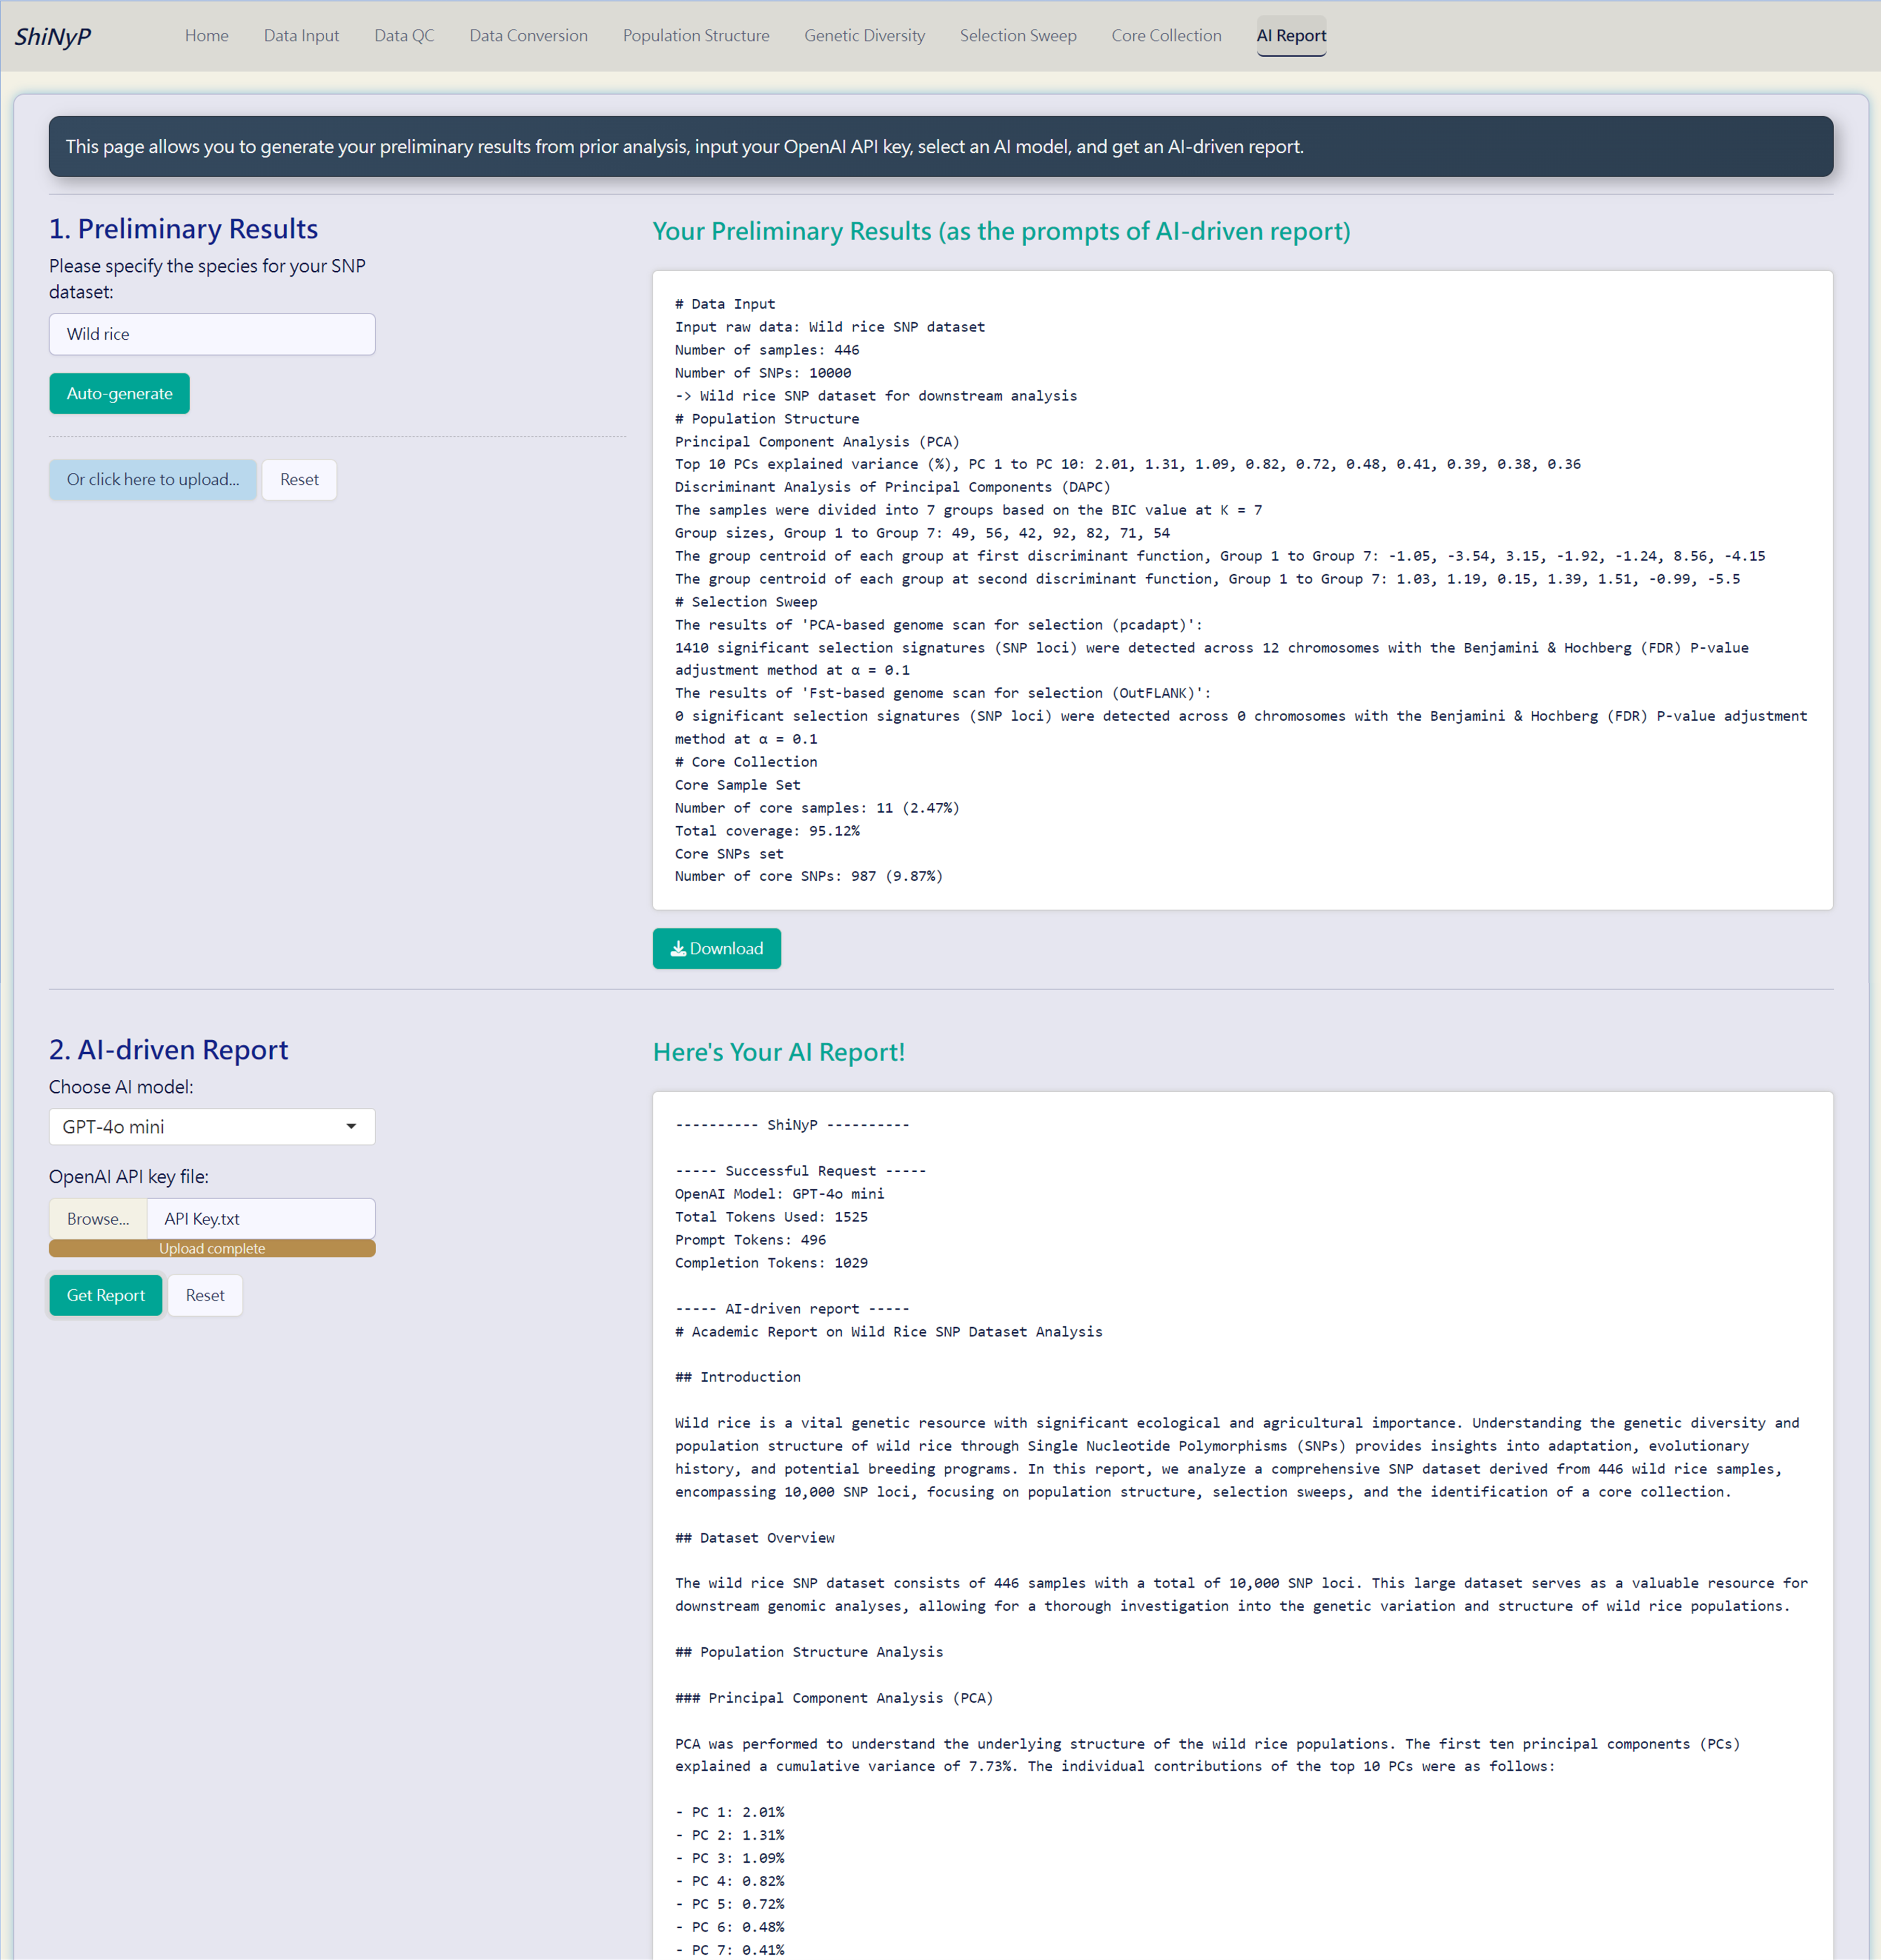 ShiNyP
Home
Data Input
Data QC
Data Conversion
Population Structure
Genetic Diversity
Selection Sweep
Core Collection
AI Report
This page allows you to generate your preliminary results from prior analysis, input your OpenAI API key, select an AI model, and get an AI-driven report.
1. Preliminary Results
Please specify the species for your SNP
dataset:
Wild rice
Auto-generate
Or click here to upload...
Reset
Your Preliminary Results (as the prompts of AI-driven report)
# Data Input
Input raw data: Wild rice SNP dataset
Number of samples: 446
Number of SNPs: 10000
-> Wild rice SNP dataset for downstream analysis
# Population Structure
Principal Component Analysis (PCA)
Top 10 PCs explained variance (%), PC 1 to PC 10: 2.01, 1.31, 1.09, 0.82, 0.72, 0.48, 0.41, 0.39, 0.38, 0.36
Discriminant Analysis of Principal Components (DAPC)
The samples were divided into 7 groups based on the BIC value at K = 7
Group sizes, Group 1 to Group 7: 49, 56, 42, 92, 82, 71, 54
The group centroid of each group at first discriminant function, Group 1 to Group 7: -1.05, -3.54, 3.15, -1.92, -1.24, 8.56, -4.15
The group centroid of each group at second discriminant function, Group 1 to Group 7: 1.03, 1.19, 0.15, 1.39, 1.51, -0.99, -5.5
# Selection Sweep
The results of 'PCA-based genome scan for selection (pcadapt)':
1410 significant selection signatures (SNP loci) were detected across 12 chromosomes with the Benjamini & Hochberg (FDR) P-value
adjustment method at α = 0.1
The results of 'Fst-based genome scan for selection (OutFLANK)':
0 significant selection signatures (SNP loci) were detected across 0 chromosomes with the Benjamini & Hochberg (FDR) P-value adjustment
method at α = 0.1
# Core Collection
Core Sample Set
Number of core samples: 11 (2.47%)
Total coverage: 95.12%
Core SNPs set
Number of core SNPs: 987 (9.87%)
Download
2. AI-driven Report
Choose AI model:
GPT-4o mini
OpenAI API key file:
Browse...
API Key.txt
Upload complete
Get Report
Reset
Here's Your AI Report!
---------- ShiNyP ----------
----- Successful Request -----
OpenAI Model: GPT-4o mini
Total Tokens Used: 1525
Prompt Tokens: 496
Completion Tokens: 1029
----- AI-driven report -----
# Academic Report on Wild Rice SNP Dataset Analysis
## Introduction
Wild rice is a vital genetic resource with significant ecological and agricultural importance. Understanding the genetic diversity and
population structure of wild rice through Single Nucleotide Polymorphisms (SNPs) provides insights into adaptation, evolutionary
history, and potential breeding programs. In this report, we analyze a comprehensive SNP dataset derived from 446 wild rice samples,
encompassing 10,000 SNP loci, focusing on population structure, selection sweeps, and the identification of a core collection.
## Dataset Overview
The wild rice SNP dataset consists of 446 samples with a total of 10,000 SNP loci. This large dataset serves as a valuable resource for
downstream genomic analyses, allowing for a thorough investigation into the genetic variation and structure of wild rice populations.
## Population Structure Analysis
### Principal Component Analysis (PCA)
PCA was performed to understand the underlying structure of the wild rice populations. The first ten principal components (PCs)
explained a cumulative variance of 7.73%. The individual contributions of the top 10 PCs were as follows:
- PC 1: 2.01%
- PC 2: 1.31%
- PC 3: 1.09%
- PC 4: 0.82%
- PC 5: 0.72%
- PC 6: 0.48%
- PC 7: 0.41%